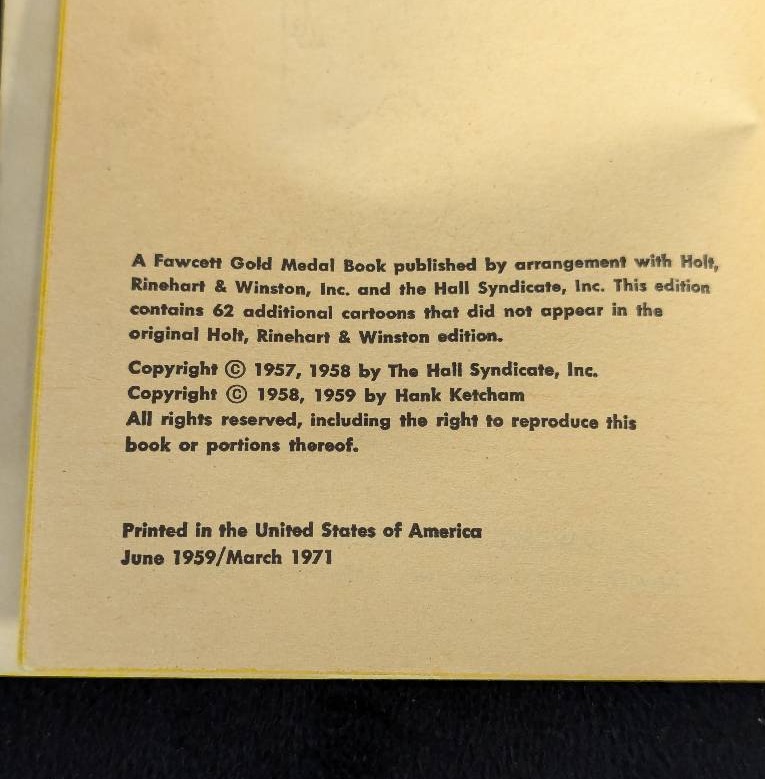 A Fawcett Gold Medal Book published by arrangement with Holt,
Rinehart & Winston, Inc. and the Hall Syndicate, Inc. This edition
contains 62 additional cartoons that did not appear in the
original Holt, Rinehart & Winston edition.
Copyright © 1957, 1958 by The Hall Syndicate, Inc.
Copyright © 1958, 1959 by Hank Ketcham
All rights reserved, including the right to reproduce this
book or portions thereof.
Printed in the United States of America
June 1959/March 1971